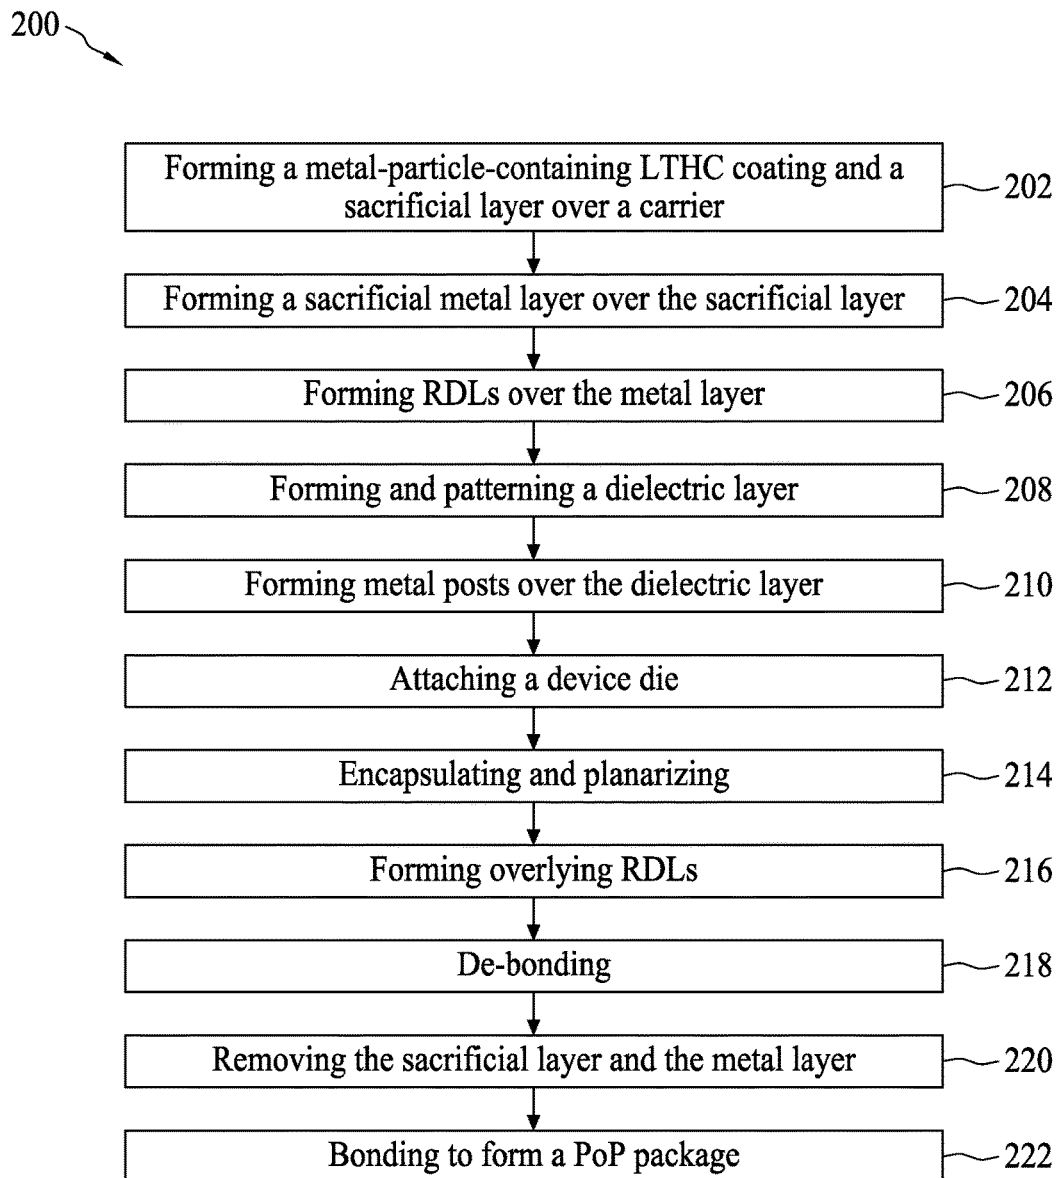 200
Forming a metal-particle-containing LTHC coating and a
sacrificial layer over a carrier
202
Forming a sacrificial metal layer over the sacrificial layer
204
Forming RDLs over the metal layer
206
Forming and patterning a dielectric layer
208
Forming metal posts over the dielectric layer
210
Attaching a device die
212
Encapsulating and planarizing
214
Forming overlying RDLs
216
De-bonding
218
Removing the sacrificial layer and the metal layer
220
Bonding to form a PoP package
222